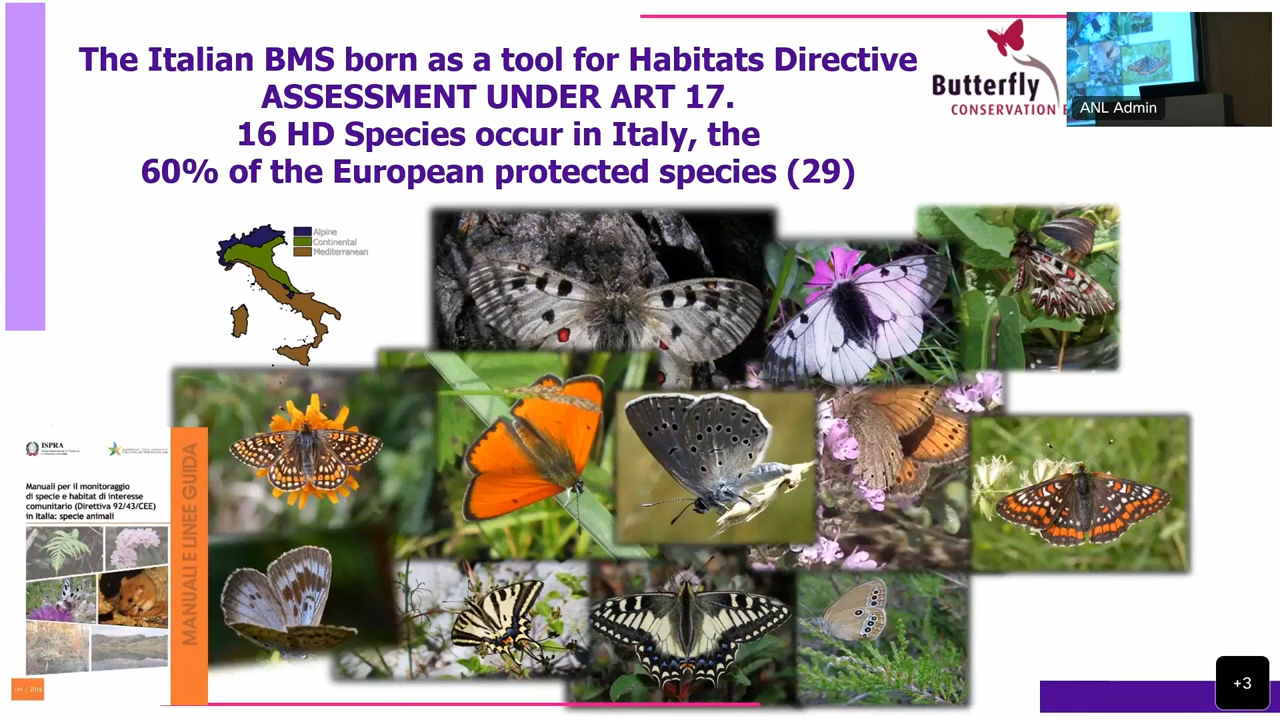 The Italian BMS born as a tool for Habitats Directive
ASSESSMENT UNDER ART 17.
16 HD Species occur in Italy, the
60% of the European protected species (29)
Butterfly
CONSERVATION
ANL Admin
Alpine
Continental
Mediterranean
ISPRA
Manuali per il monitoraggio
di specie e habitat di interesse
comunitario (Direttiva 92/43/CEE)
in Italia: specie animali
MANUALI E LINEE GUIDA
141 / 2016
+3